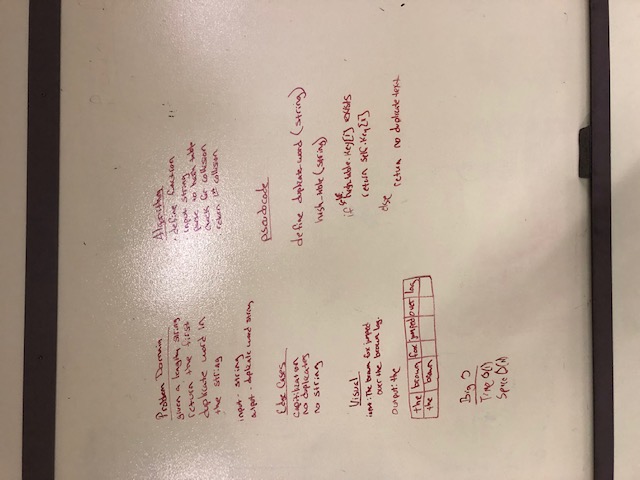 Problem Domain
given a lengthy string
return the first
duplicate word in
the string
input - string
output - duplicate word string
Edge Cases
capitilization
no duplicates
no string
Visual
input: The brown fox jumped
over the brown log.
output: the
the brown fox jumped over log
the brown
Big O
Time O(1)
Space O(n)
Algorithm
define function
input string
parse to hash table
check for collision
return 1st collision
pseudocode
define duplicate_word (string)
hash_table (string)
if self.hash_table.key[i] exists
return self.key[i]
else
return no duplicate text